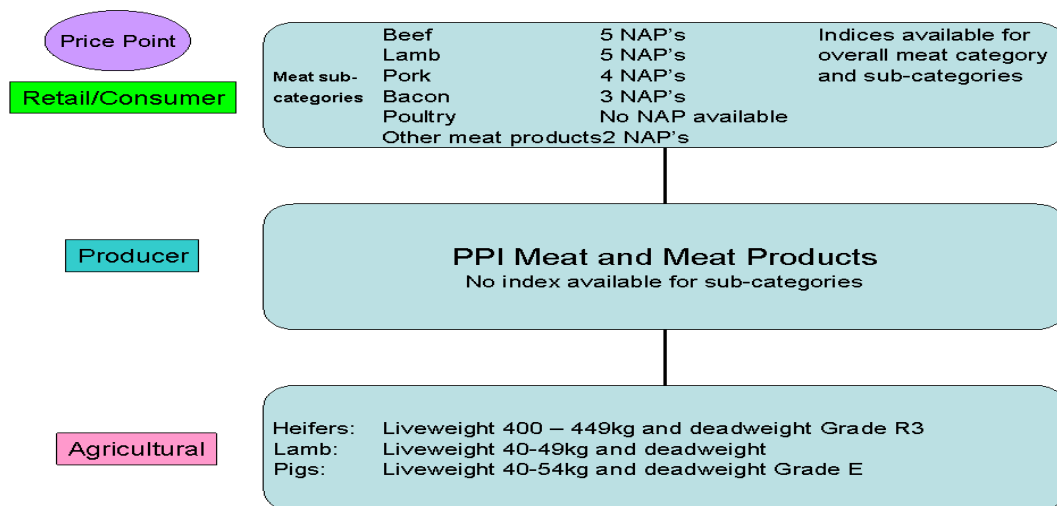 Price Point
Retail/Consumer
Meat sub-
categories
Beef 5 NAP's
Lamb 5 NAP's
Pork 4 NAP's
Bacon 3 NAP's
Poultry No NAP available
Other meat products2 NAP's
Indices available for
overall meat category
and sub-categories
Producer
PPI Meat and Meat Products
No index available for sub-categories
Agricultural
Heifers: Liveweight 400 – 449kg and deadweight Grade R3
Lamb: Liveweight 40-49kg and deadweight
Pigs: Liveweight 40-54kg and deadweight Grade E